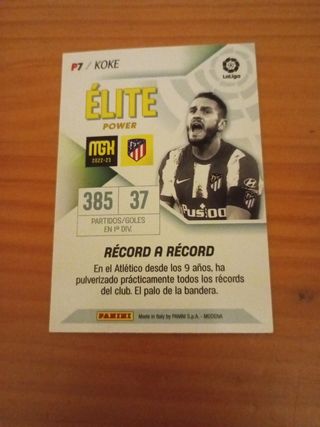 P7 / KOKE
LaLiga
ÉLITE
POWER
MGK
2022-23
385 37
PARTIDOS/GOLES
EN 1ª DIV.
Plus500
RÉCORD A RÉCORD
En el Atlético desde los 9 años, ha
pulverizado prácticamente todos los récords
del club. El palo de la bandera.
PANINI
Made in Italy by PANINI S.p.A. - MODENA